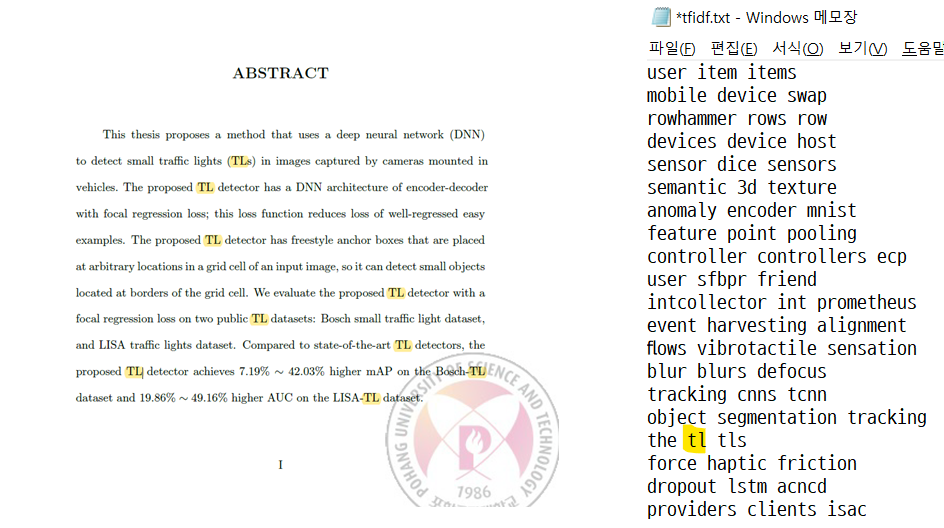 ABSTRACT
This thesis proposes a method that uses a deep neural network (DNN)
to detect small traffic lights (TLs) in images captured by cameras mounted in
vehicles. The proposed TL detector has a DNN architecture of encoder-decoder
with focal regression loss; this loss function reduces loss of well-regressed easy
examples. The proposed TL detector has freestyle anchor boxes that are placed
at arbitrary locations in a grid cell of an input image, so it can detect small objects
located at borders of the grid cell. We evaluate the proposed TL detector with a
focal regression loss on two public TL datasets: Bosch small traffic light dataset,
and LISA traffic lights dataset. Compared to state-of-the-art TL detectors, the
proposed TL detector achieves 7.19% ∼ 42.03% higher mAP on the Bosch-TL
dataset and 19.86% ∼ 49.16% higher AUC on the LISA-TL dataset.
I
POHANG UNIVERSITY OF SCIENCE AND TECHNOLOGY
1986
*tfidf.txt - Windows 메모장
파일(F) 편집(E) 서식(O) 보기(V) 도움말
user item items
mobile device swap
rowhammer rows row
devices device host
sensor dice sensors
semantic 3d texture
anomaly encoder mnist
feature point pooling
controller controllers ecp
user sfbpr friend
intcollector int prometheus
event harvesting alignment
flows vibrotactile sensation
blur blurs defocus
tracking cnns tcnn
object segmentation tracking
the tl tls
force haptic friction
dropout lstm acncd
providers clients isac